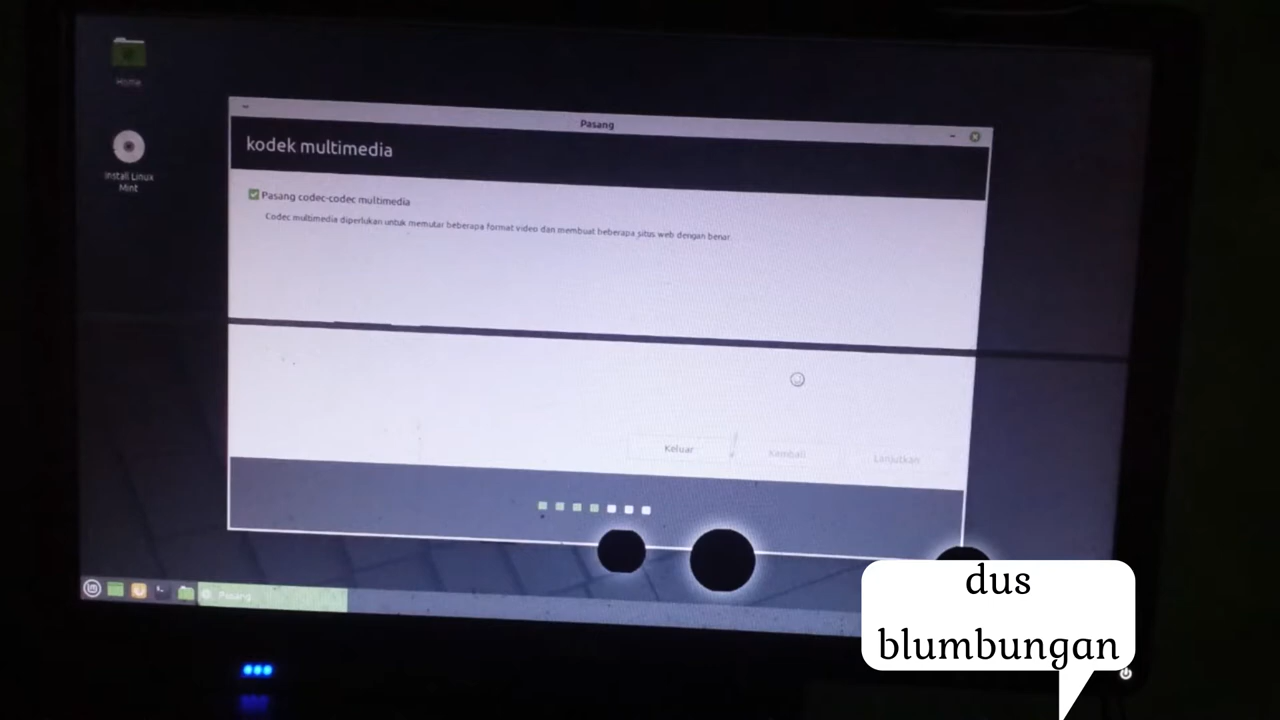 Home
Install Linux
Mint
Pasang
kodek multimedia
Pasang codec-codec multimedia
Codec multimedia diperlukan untuk memutar beberapa format video dan membuat beberapa situs web dengan benar.
Keluar
Kembali
Lanjutkan
Pasang
dus
blumbungan